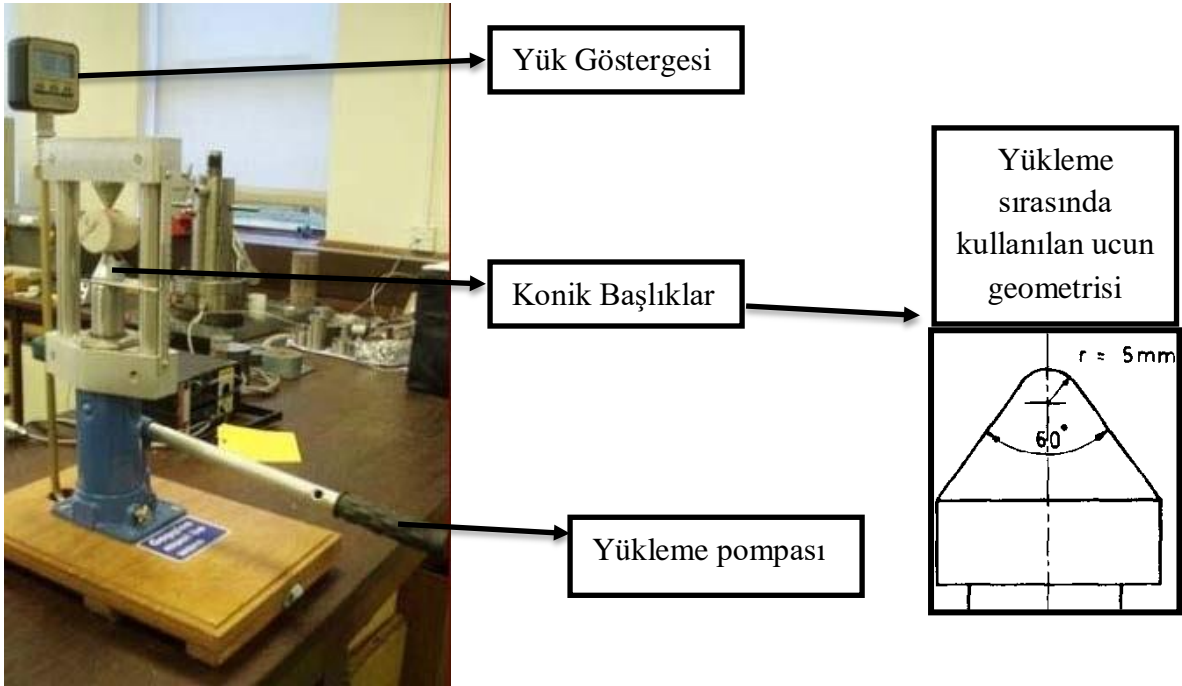 Yük Göstergesi
Konik Başlıklar
Yükleme pompası
Yükleme
sırasında
kullanılan ucun
geometrisi
r = 5mm
60°